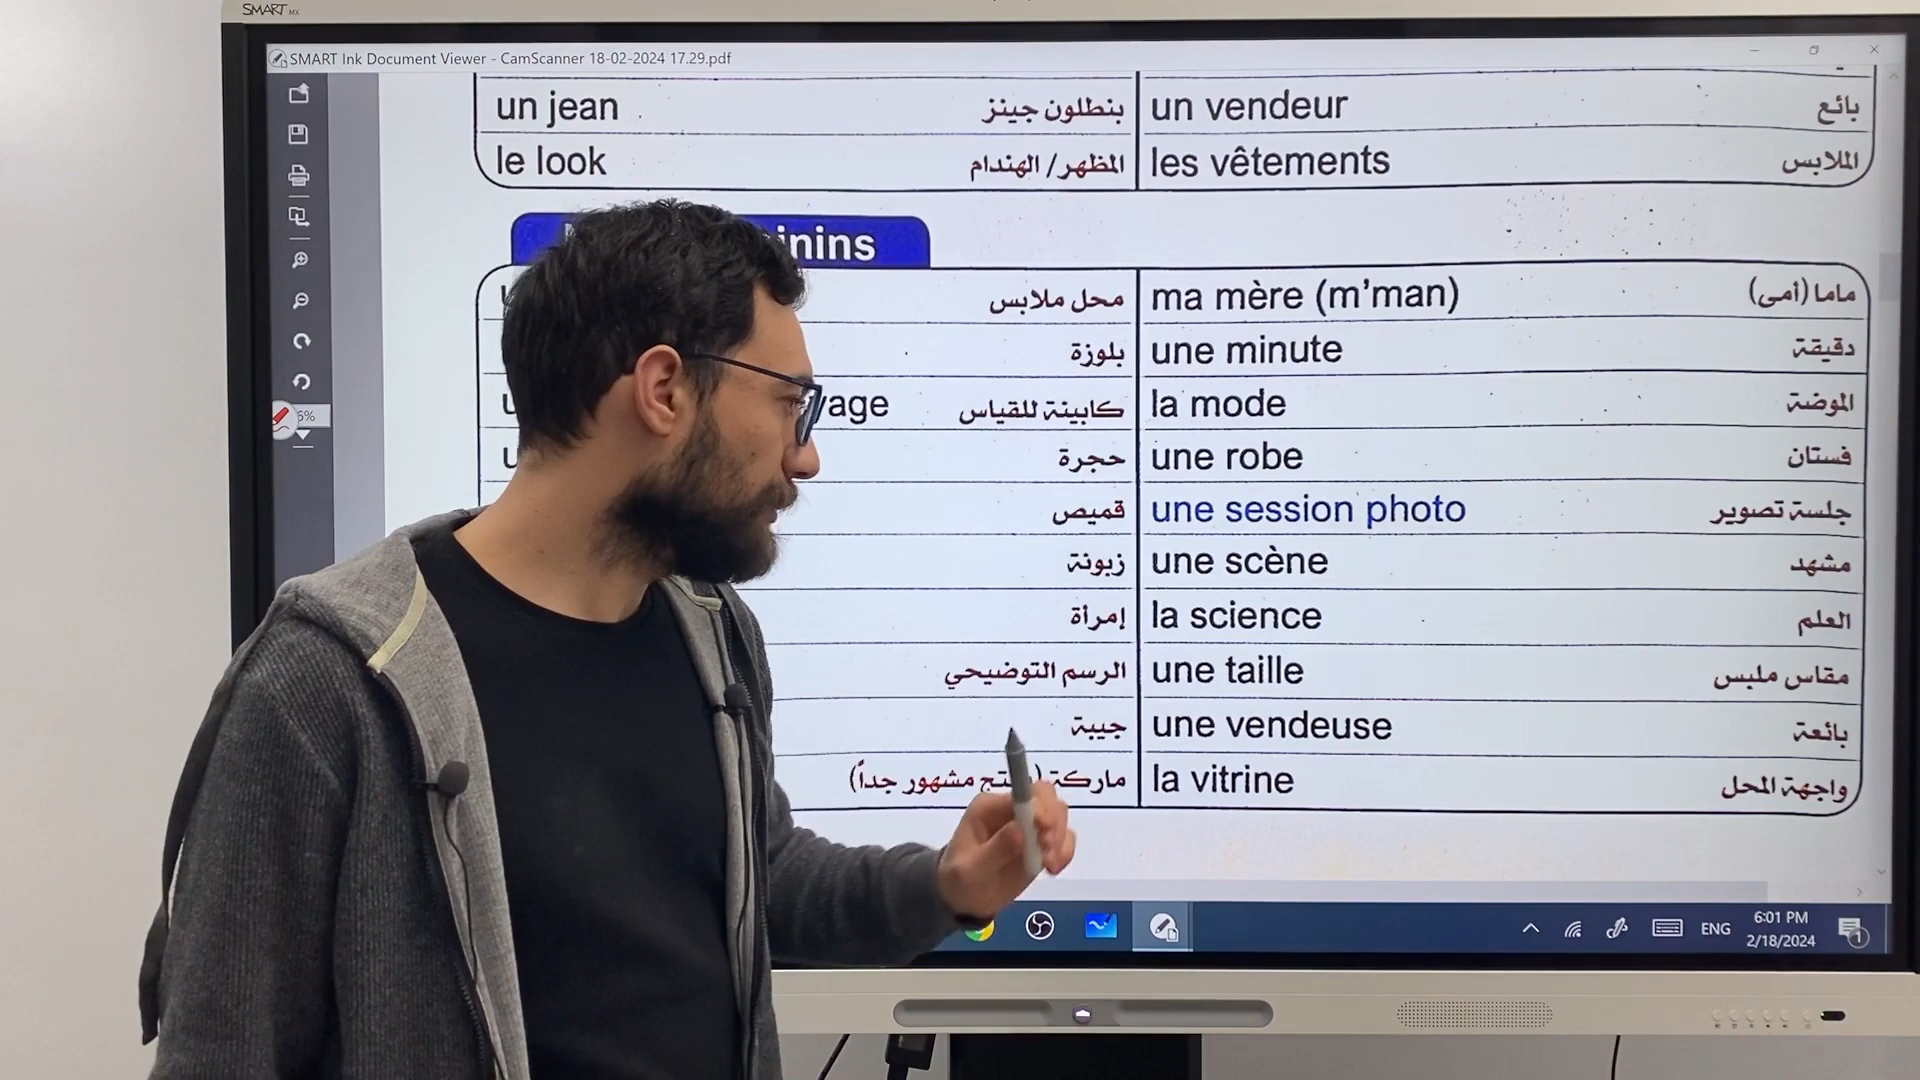 SMART MX
SMART Ink Document Viewer - CamScanner 18-02-2024 17.29.pdf
un jean بنطلون جينز un vendeur بائع
le look المظهر / الهندام les vêtements الملابس
محل ملابس ma mère (m'man) ماما (أمى)
بلوزة une minute دقيقة
كابينة للقياس la mode الموضة
حجرة une robe فستان
قميص une session photo جلسة تصوير
زبونة une scène مشهد
إمرأة la science العلم
الرسم التوضيحي une taille مقاس ملبس
جيبة une vendeuse بائعة
ماركة مشهور جداً) la vitrine واجهة المحل
ENG
6:01 PM
2/18/2024
1